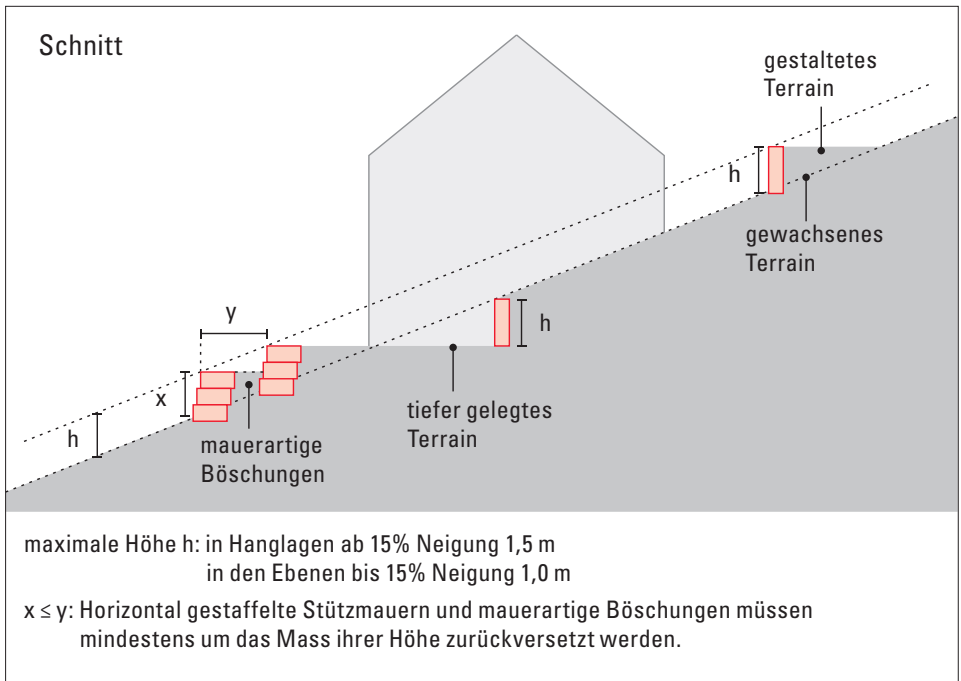 Schnitt
gestaltetes
Terrain
h
gewachsenes
Terrain
y
h
x
tiefer gelegtes
Terrain
h
mauerartige
Böschungen
maximale Höhe h: in Hanglagen ab 15% Neigung 1,5 m
in den Ebenen bis 15% Neigung 1,0 m
x ≤ y: Horizontal gestaffelte Stützmauern und mauerartige Böschungen müssen
mindestens um das Mass ihrer Höhe zurückversetzt werden.